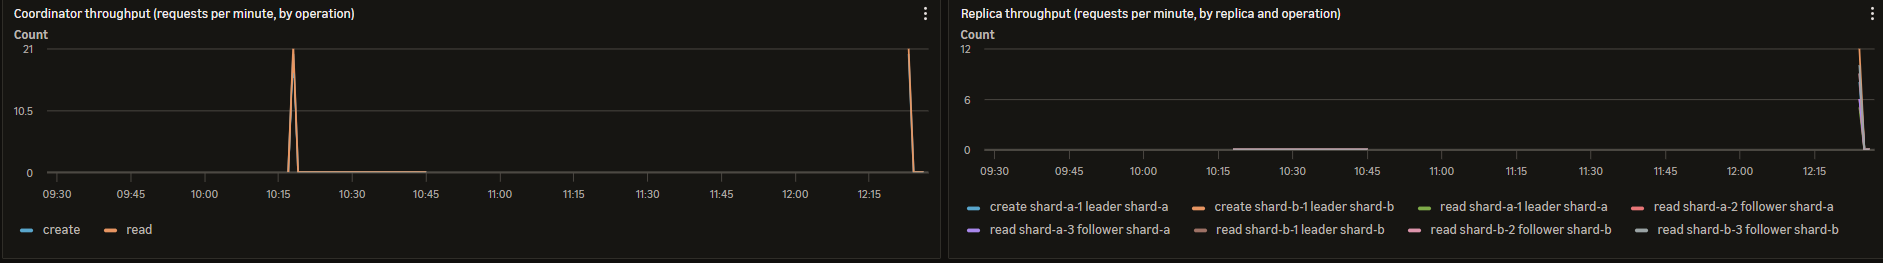 Coordinator throughput (requests per minute, by operation)
Count
21
10.5
0
09:30 09:45 10:00 10:15 10:30 10:45 11:00 11:15 11:30 11:45 12:00 12:15
create read
Replica throughput (requests per minute, by replica and operation)
Count
12
6
0
09:30 09:45 10:00 10:15 10:30 10:45 11:00 11:15 11:30 11:45 12:00 12:15
create shard-a-1 leader shard-a create shard-b-1 leader shard-b read shard-a-1 leader shard-a read shard-a-2 follower shard-a
read shard-a-3 follower shard-a read shard-b-1 leader shard-b read shard-b-2 follower shard-b read shard-b-3 follower shard-b